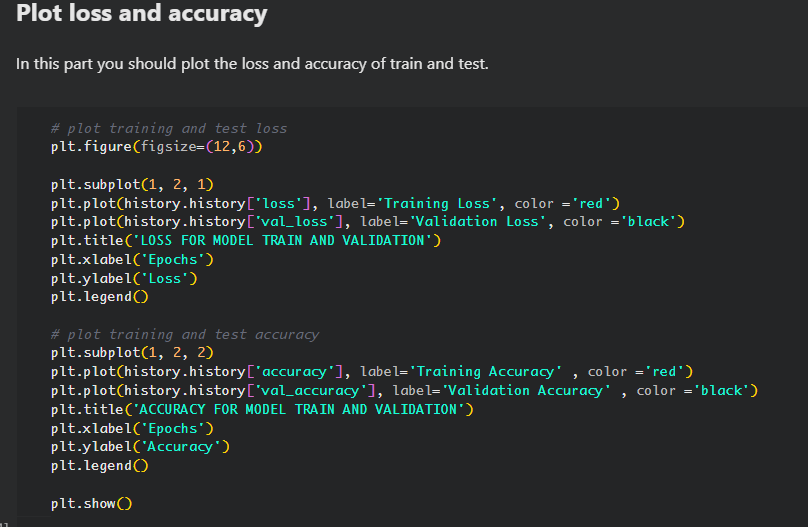 Plot loss and accuracy
In this part you should plot the loss and accuracy of train and test.
# plot training and test loss
plt.figure(figsize=(12,6))
plt.subplot(1, 2, 1)
plt.plot(history.history['loss'], label='Training Loss', color ='red')
plt.plot(history.history['val_loss'], label='Validation Loss', color ='black')
plt.title('LOSS FOR MODEL TRAIN AND VALIDATION')
plt.xlabel('Epochs')
plt.ylabel('Loss')
plt.legend()
# plot training and test accuracy
plt.subplot(1, 2, 2)
plt.plot(history.history['accuracy'], label='Training Accuracy' , color ='red')
plt.plot(history.history['val_accuracy'], label='Validation Accuracy' , color ='black')
plt.title('ACCURACY FOR MODEL TRAIN AND VALIDATION')
plt.xlabel('Epochs')
plt.ylabel('Accuracy')
plt.legend()
plt.show()